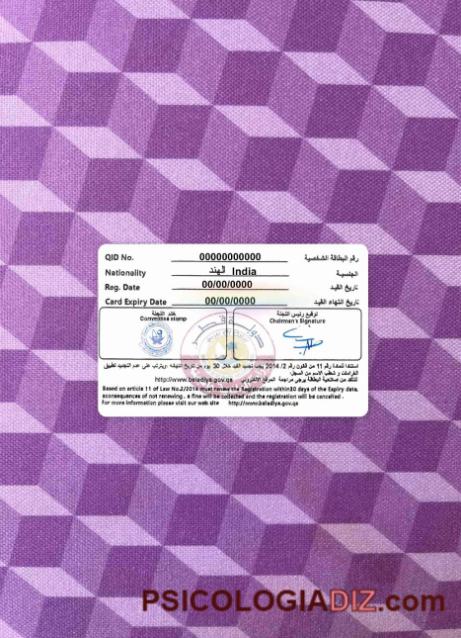 QID No. 00000000000 رقم البطاقة الشخصية
Nationality الهند India الجنسية
Reg. Date 00/00/0000 تاريخ القيد
Card Expiry Date 00/00/0000 تاريخ انتهاء القيد
ختم اللجنة
Committee stamp
توقيع رئيس اللجنة
Chairman's Signature
استنادا للمادة رقم 11 من قانون رقم 2/2014 يجب تجديد القيد خلال 30 يوم من تاريخ ويترتب على عدم التجديد تطبيق
الغرامات و شطب الاسم من السجل.
للتأكد من صلاحية البطاقة يرجى مراجعة الموقع الالكتروني http://www.baladiya.gov.qa
Based on article 11 of Law No.2/2014 must renew the Registration within30 days of the Expiry date,
econsequences of not renewing , a fine will be collected and the registration will be cancelled .
For more Information please visit our web site http://www.baladiya.gov.qa
PSICOLOGIADIZ.com